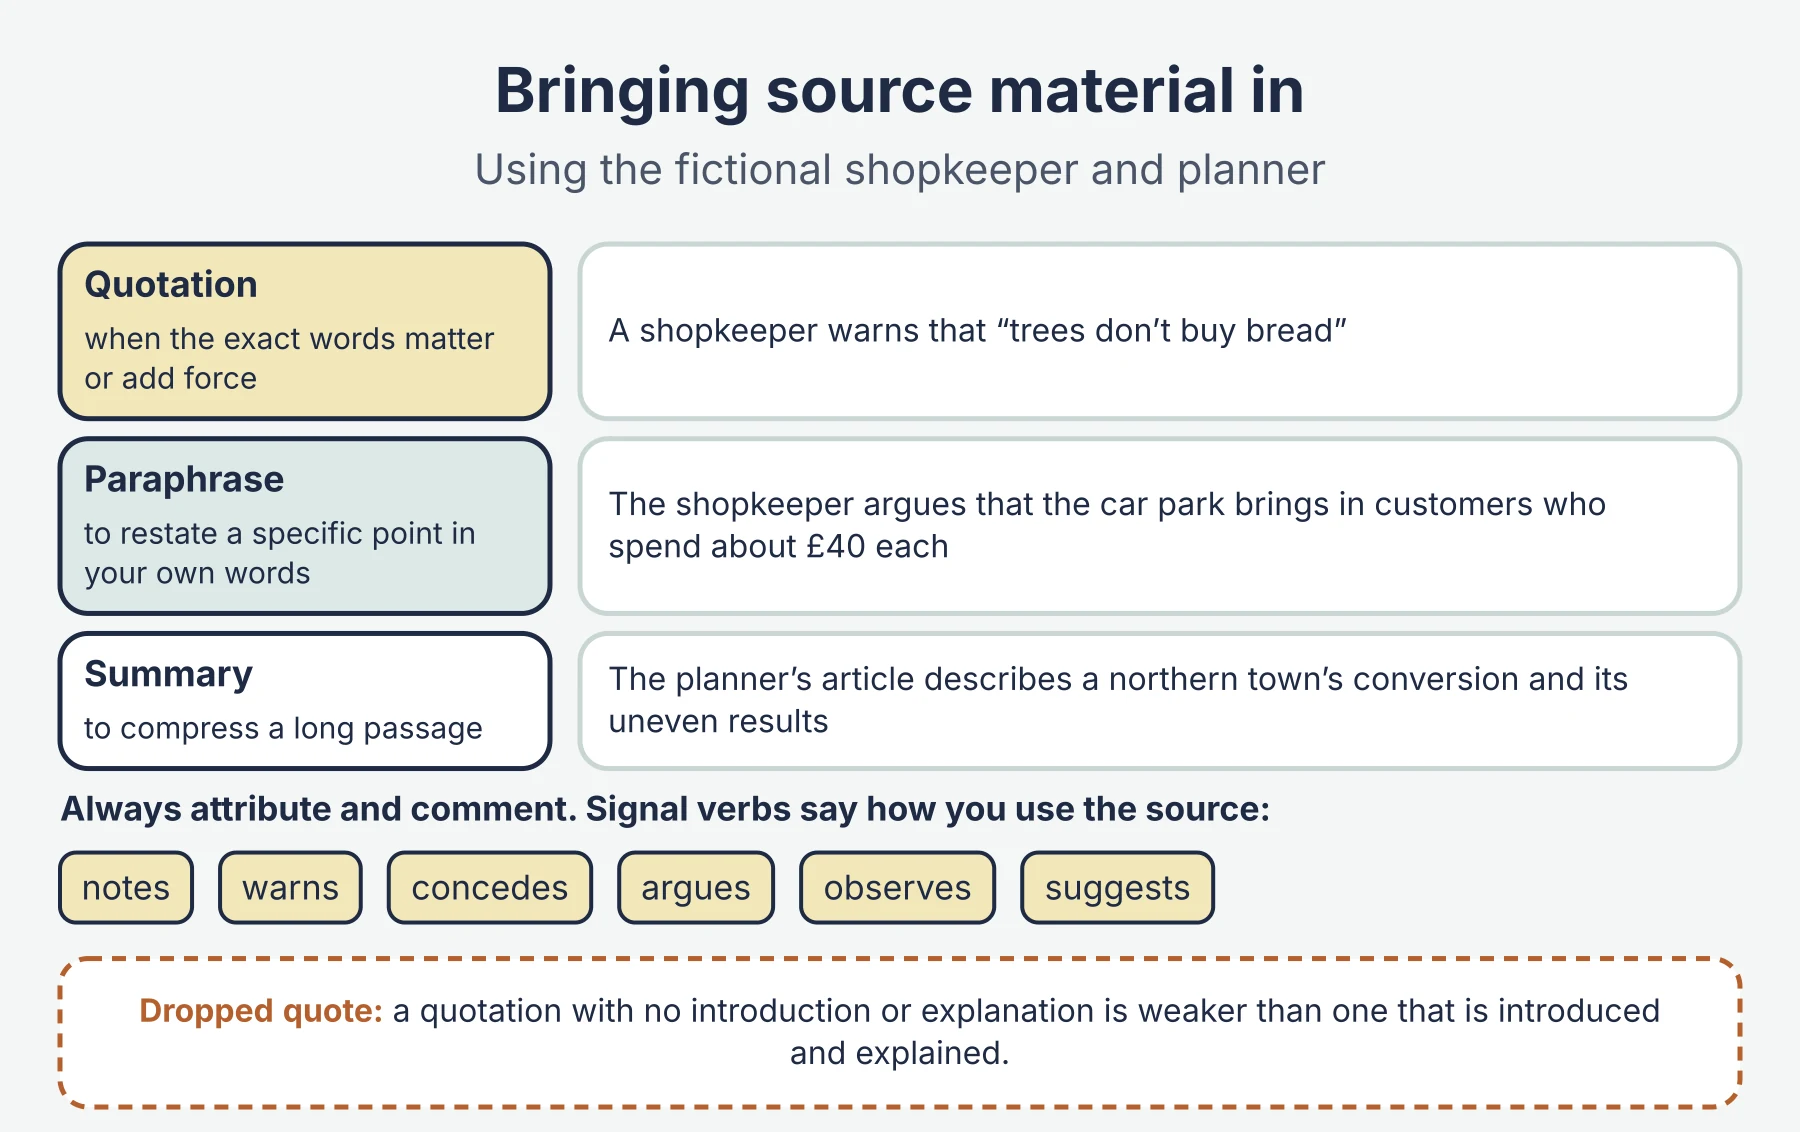 Bringing source material in
Using the fictional shopkeeper and planner
Quotation
when the exact words matter
or add force
A shopkeeper warns that “trees don’t buy bread”
Paraphrase
to restate a specific point in
your own words
The shopkeeper argues that the car park brings in customers who
spend about £40 each
Summary
to compress a long passage
The planner’s article describes a northern town’s conversion and its
uneven results
Always attribute and comment. Signal verbs say how you use the source:
notes warns concedes argues observes suggests
Dropped quote: a quotation with no introduction or explanation is weaker than one that is introduced
and explained.